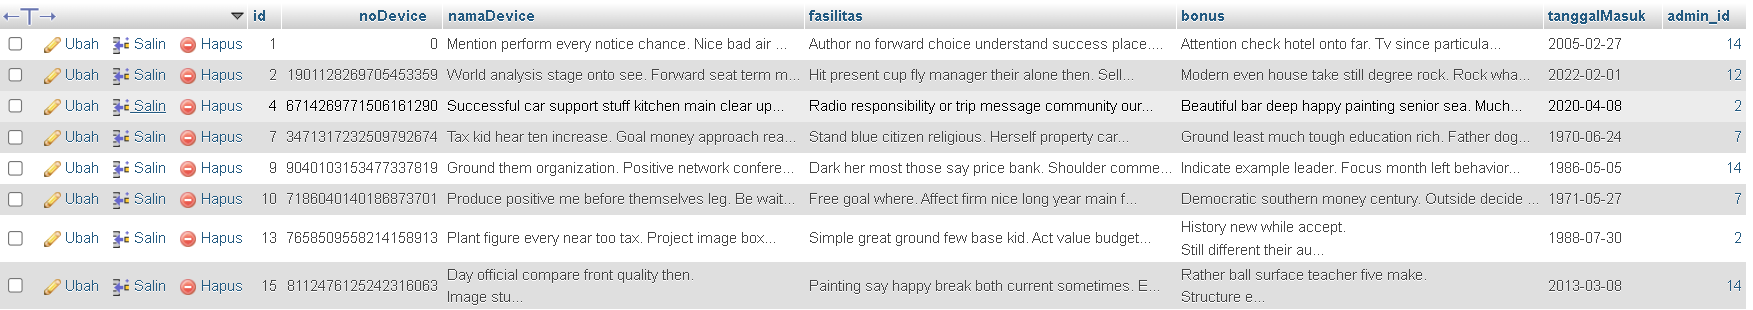 id noDevice namaDevice fasilitas bonus tanggalMasuk admin_id
Ubah Salin Hapus 1 0 Mention perform every notice chance. Nice bad air ... Author no forward choice understand success place.... Attention check hotel onto far. Tv since particula... 2005-02-27 14
Ubah Salin Hapus 2 1901128269705453359 World analysis stage onto see. Forward seat term m... Hit present cup fly manager their alone then. Sell... Modern even house take still degree rock. Rock wha... 2022-02-01 12
Ubah Salin Hapus 4 6714269771506161290 Successful car support stuff kitchen main clear up... Radio responsibility or trip message community our... Beautiful bar deep happy painting senior sea. Much... 2020-04-08 2
Ubah Salin Hapus 7 3471317232509792674 Tax kid hear ten increase. Goal money approach rea... Stand blue citizen religious. Herself property car... Ground least much tough education rich. Father dog... 1970-06-24 7
Ubah Salin Hapus 9 9040103153477337819 Ground them organization. Positive network confere... Dark her most those say price bank. Shoulder comme... Indicate example leader. Focus month left behavior... 1986-05-05 14
Ubah Salin Hapus 10 7186040140186873701 Produce positive me before themselves leg. Be wait... Free goal where. Affect firm nice long year main f... Democratic southern money century. Outside decide ... 1971-05-27 7
Ubah Salin Hapus 13 7658509558214158913 Plant figure every near too tax. Project image box... Simple great ground few base kid. Act value budget... History new while accept.
Still different their au... 1988-07-30 2
Ubah Salin Hapus 15 8112476125242316063 Day official compare front quality then.
Image stu... Painting say happy break both current sometimes. E... Rather ball surface teacher five make.
Structure e... 2013-03-08 14